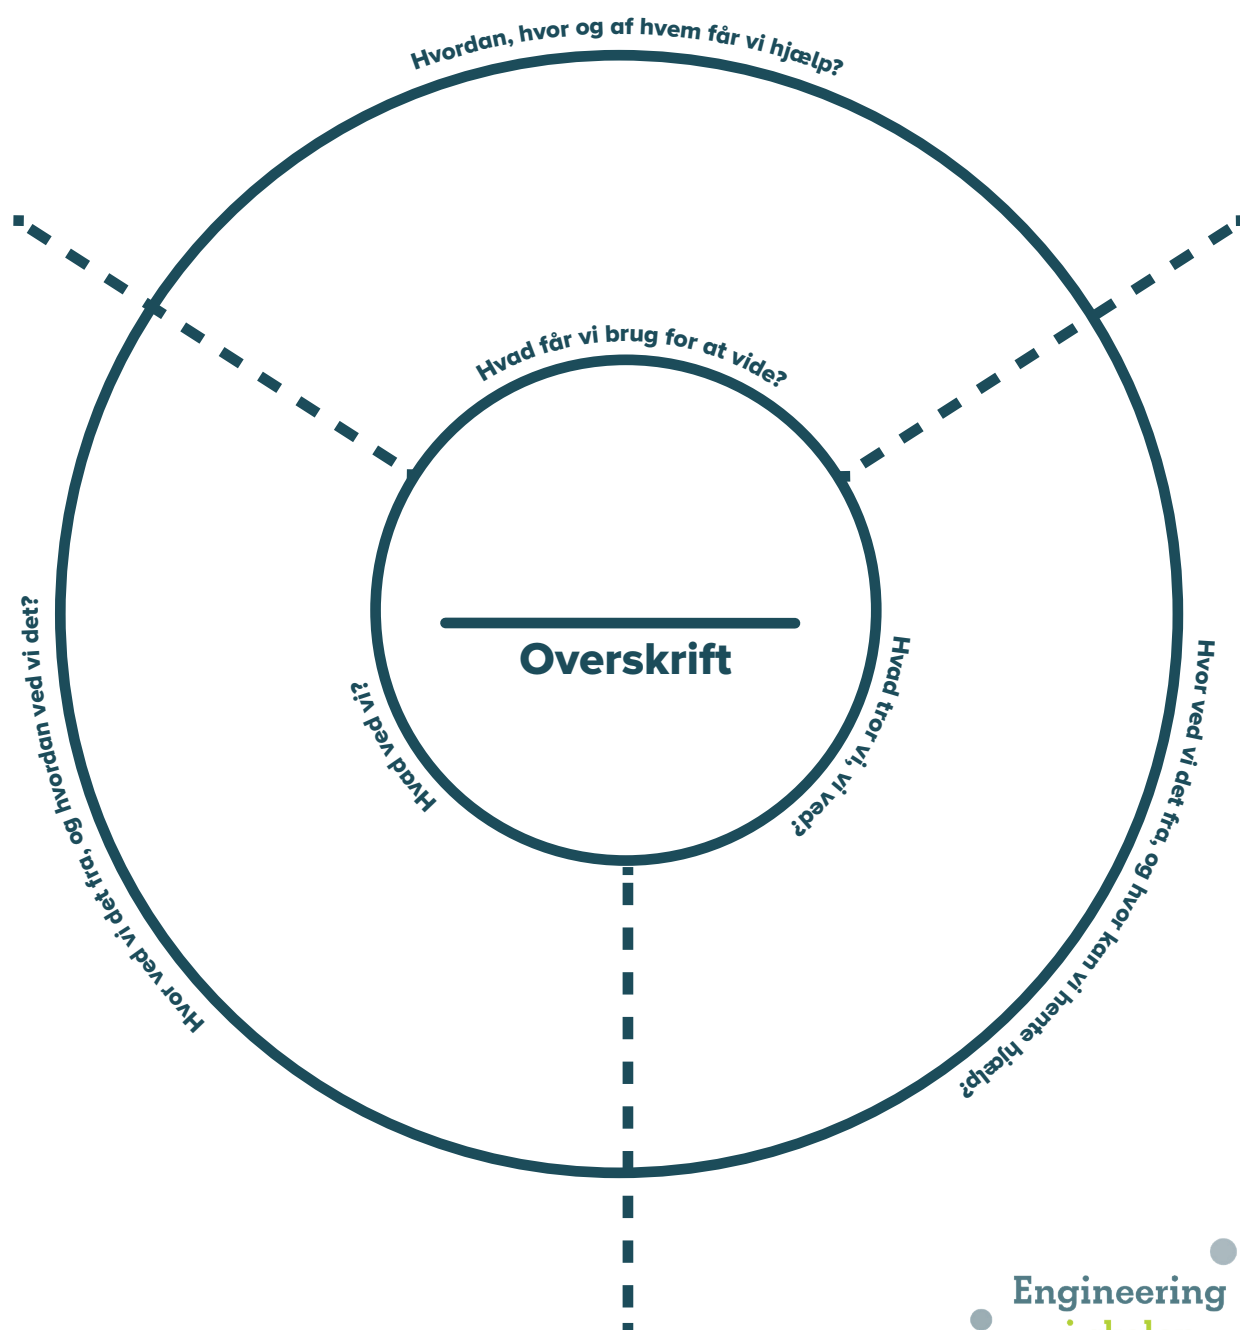 Hvordan, hvor og af hvem får vi hjælp?
Hvad får vi brug for at vide?
Overskrift
Hvad ved vi?
Hvad tror vi, vi ved?
Hvor ved vi det fra, og hvordan ved vi det?
Hvor ved vi det fra, og hvor kan vi hente hjælp?
Engineering